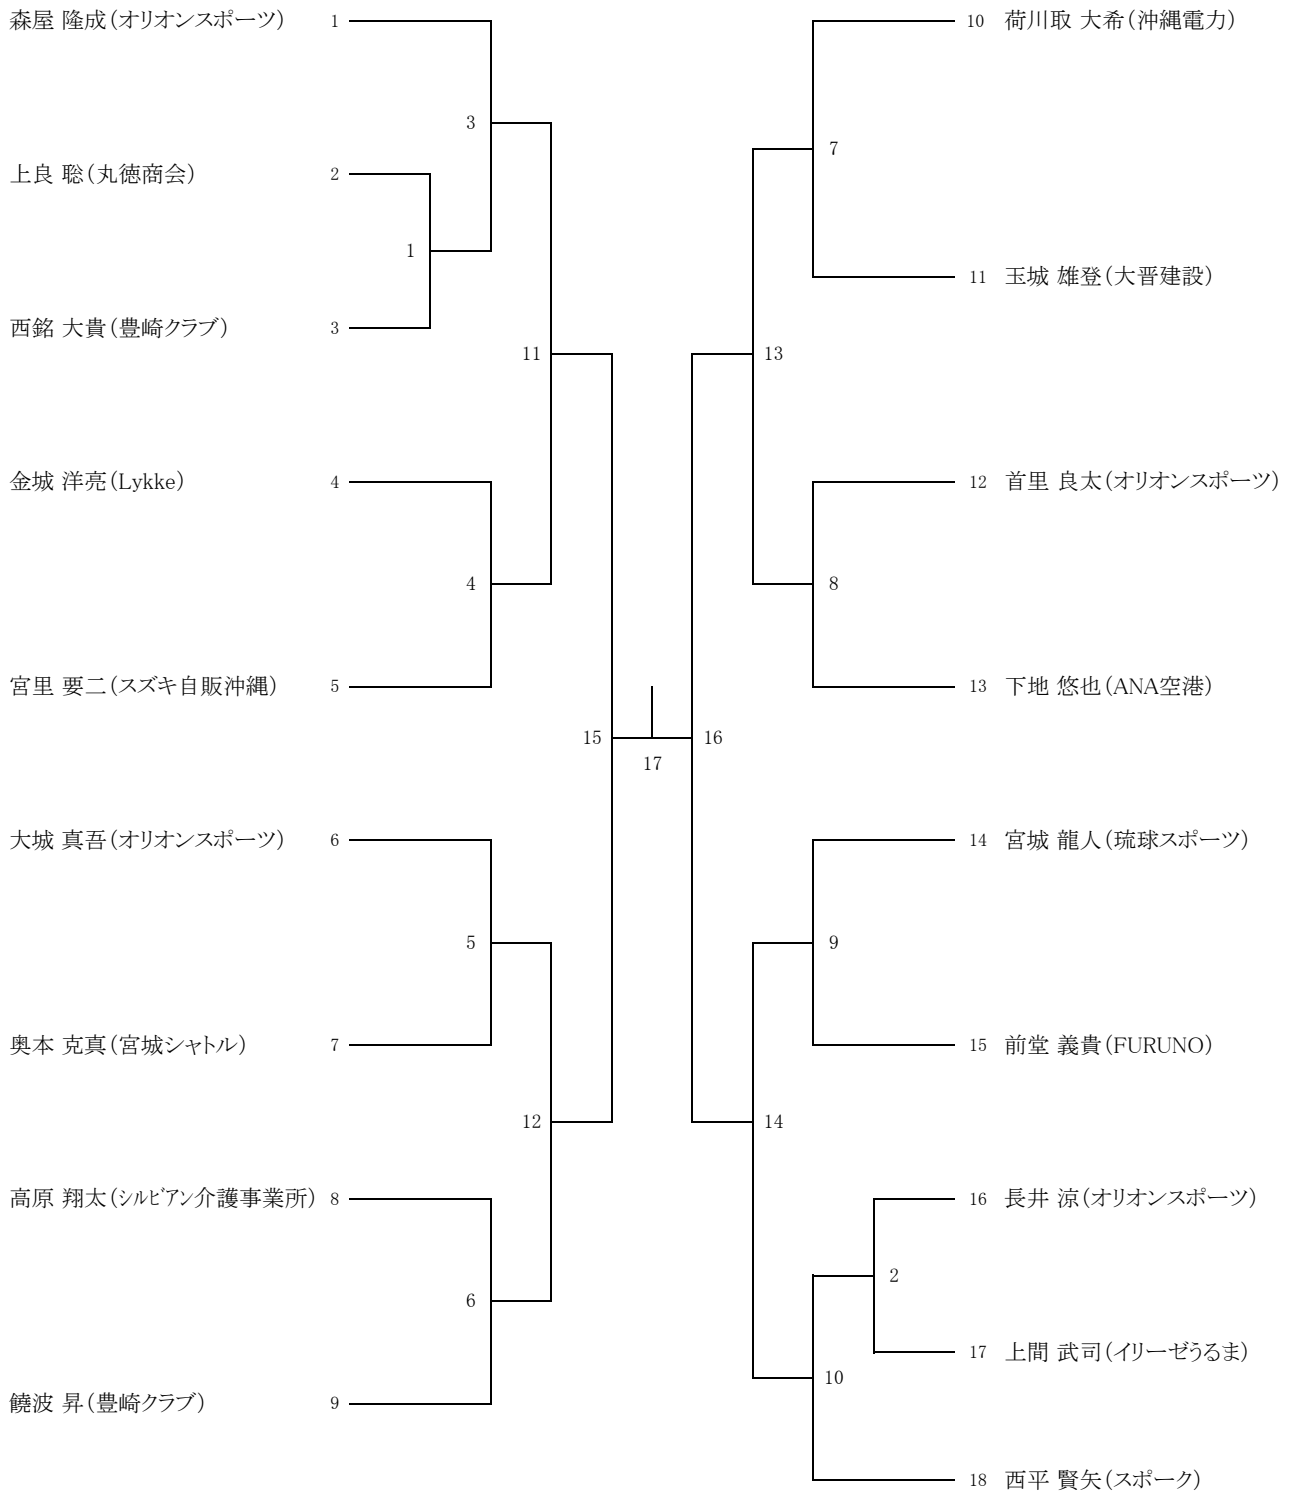 森屋 隆成(オリオンスポーツ) 1
3
上良 聡(丸徳商会) 2
1
西銘 大貴(豊崎クラブ) 3
11
金城 洋亮(Lykke) 4
4
宮里 要二(スズキ自販沖縄) 5
15
17
大城 真吾(オリオンスポーツ) 6
5
奥本 克真(宮城シャトル) 7
12
高原 翔太(シルビアン介護事業所) 8
6
饒波 昇(豊崎クラブ) 9
10 荷川取 大希(沖縄電力)
7
11 玉城 雄登(大晋建設)
13
12 首里 良太(オリオンスポーツ)
8
13 下地 悠也(ANA空港)
16
14 宮城 龍人(琉球スポーツ)
9
15 前堂 義貴(FURUNO)
14
16 長井 涼(オリオンスポーツ)
2
17 上間 武司(イリーゼうるま)
10
18 西平 賢矢(スポーク)